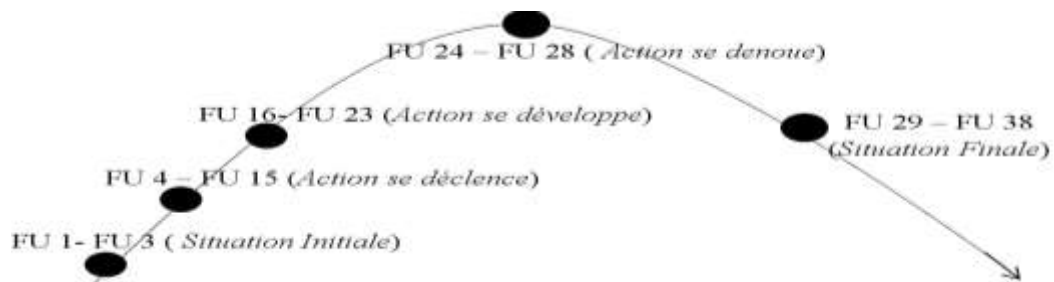 FU 24 – FU 28 ( Action se denoue)
FU 16- FU 23 (Action se développe)
FU 29 – FU 38
(Situation Finale)
FU 4 – FU 15 (Action se déclence)
FU 1- FU 3 ( Situation Initiale)